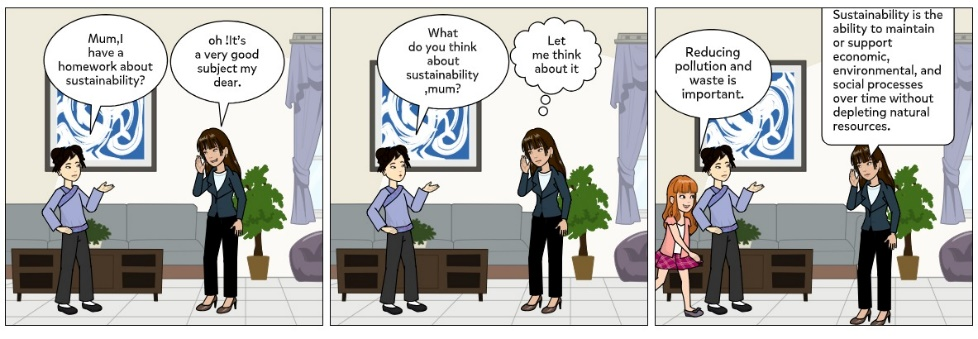 Mum,I
have a
homework about
sustainability?
oh !It's
a very good
subject my
dear.
What
do you think
about
sustainability
,mum?
Let
me think
about it
Reducing
pollution and
waste is
important.
Sustainability is the
ability to maintain
or support
economic,
environmental, and
social processes
over time without
depleting natural
resources.